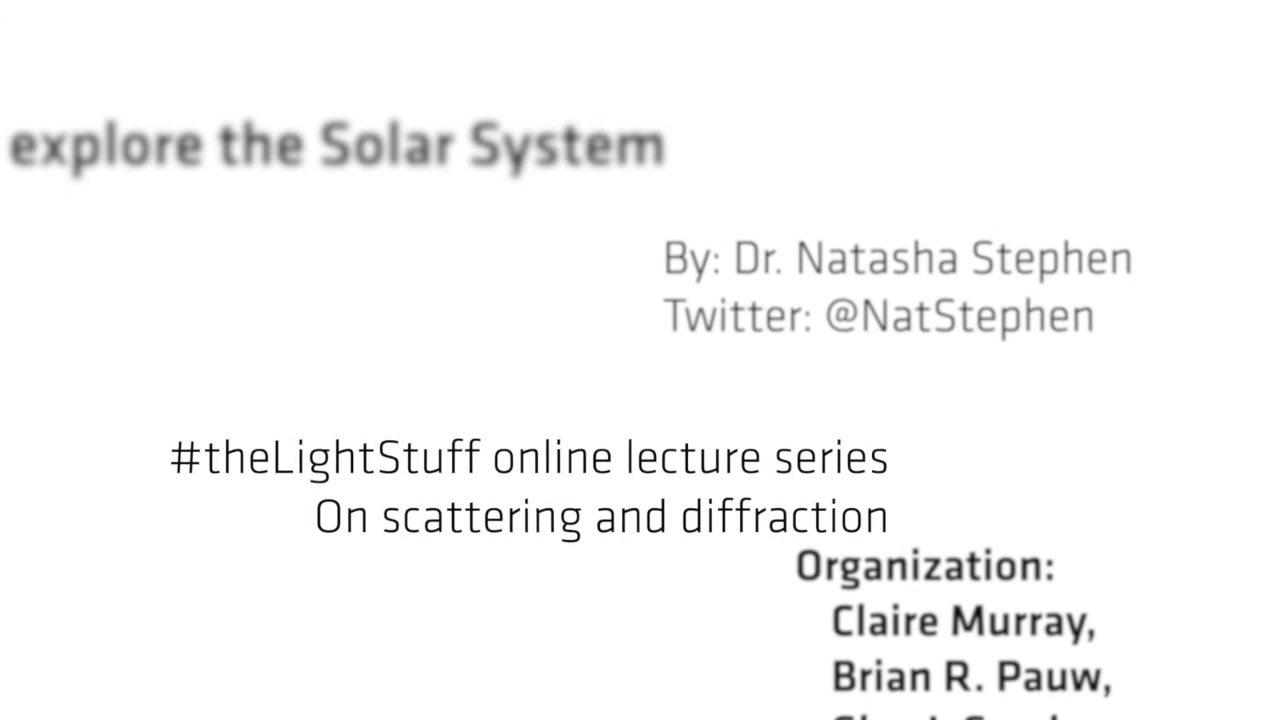 explore the Solar System
By: Dr. Natasha Stephen
Twitter: @NatStephen
#theLightStuff online lecture series
On scattering and diffraction
Organization:
Claire Murray,
Brian R. Pauw,